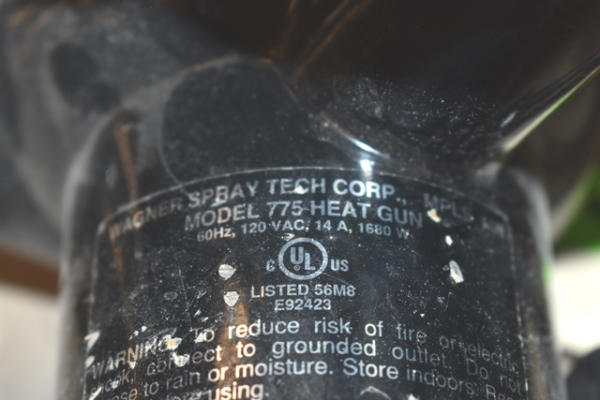 WAGNER SPRAY TECH CORP., MPLS
MODEL 775 HEAT GUN
60Hz, 120 VAC, 14 A, 1680 W
C UL US
LISTED 56M8
E92423
WARNING: To reduce risk of fire or electric
connect to grounded outlet. Do not
to rain or moisture. Store indoors.
using.